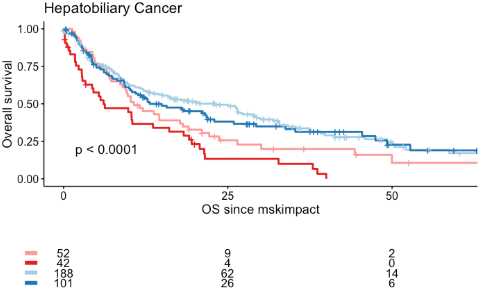 Hepatobiliary Cancer
Overall survival
1.00
0.75
0.50
0.25
0.00
p < 0.0001
0 25 50
OS since mskimpact
52 9 2
42 4 0
188 62 14
101 26 6